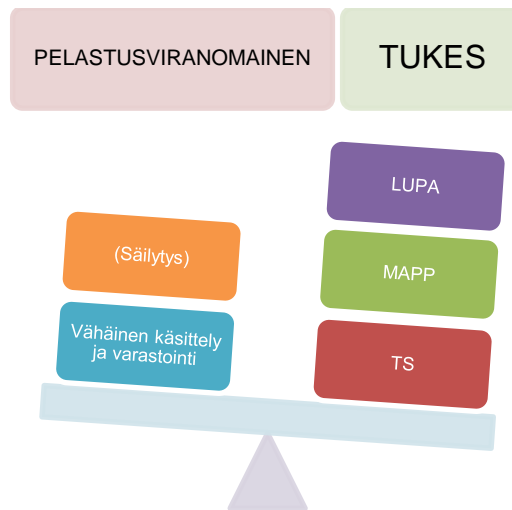 PELASTUSVIRANOMAINEN
TUKES
LUPA
(Säilytys)
MAPP
Vähäinen käsittely
ja varastointi
TS